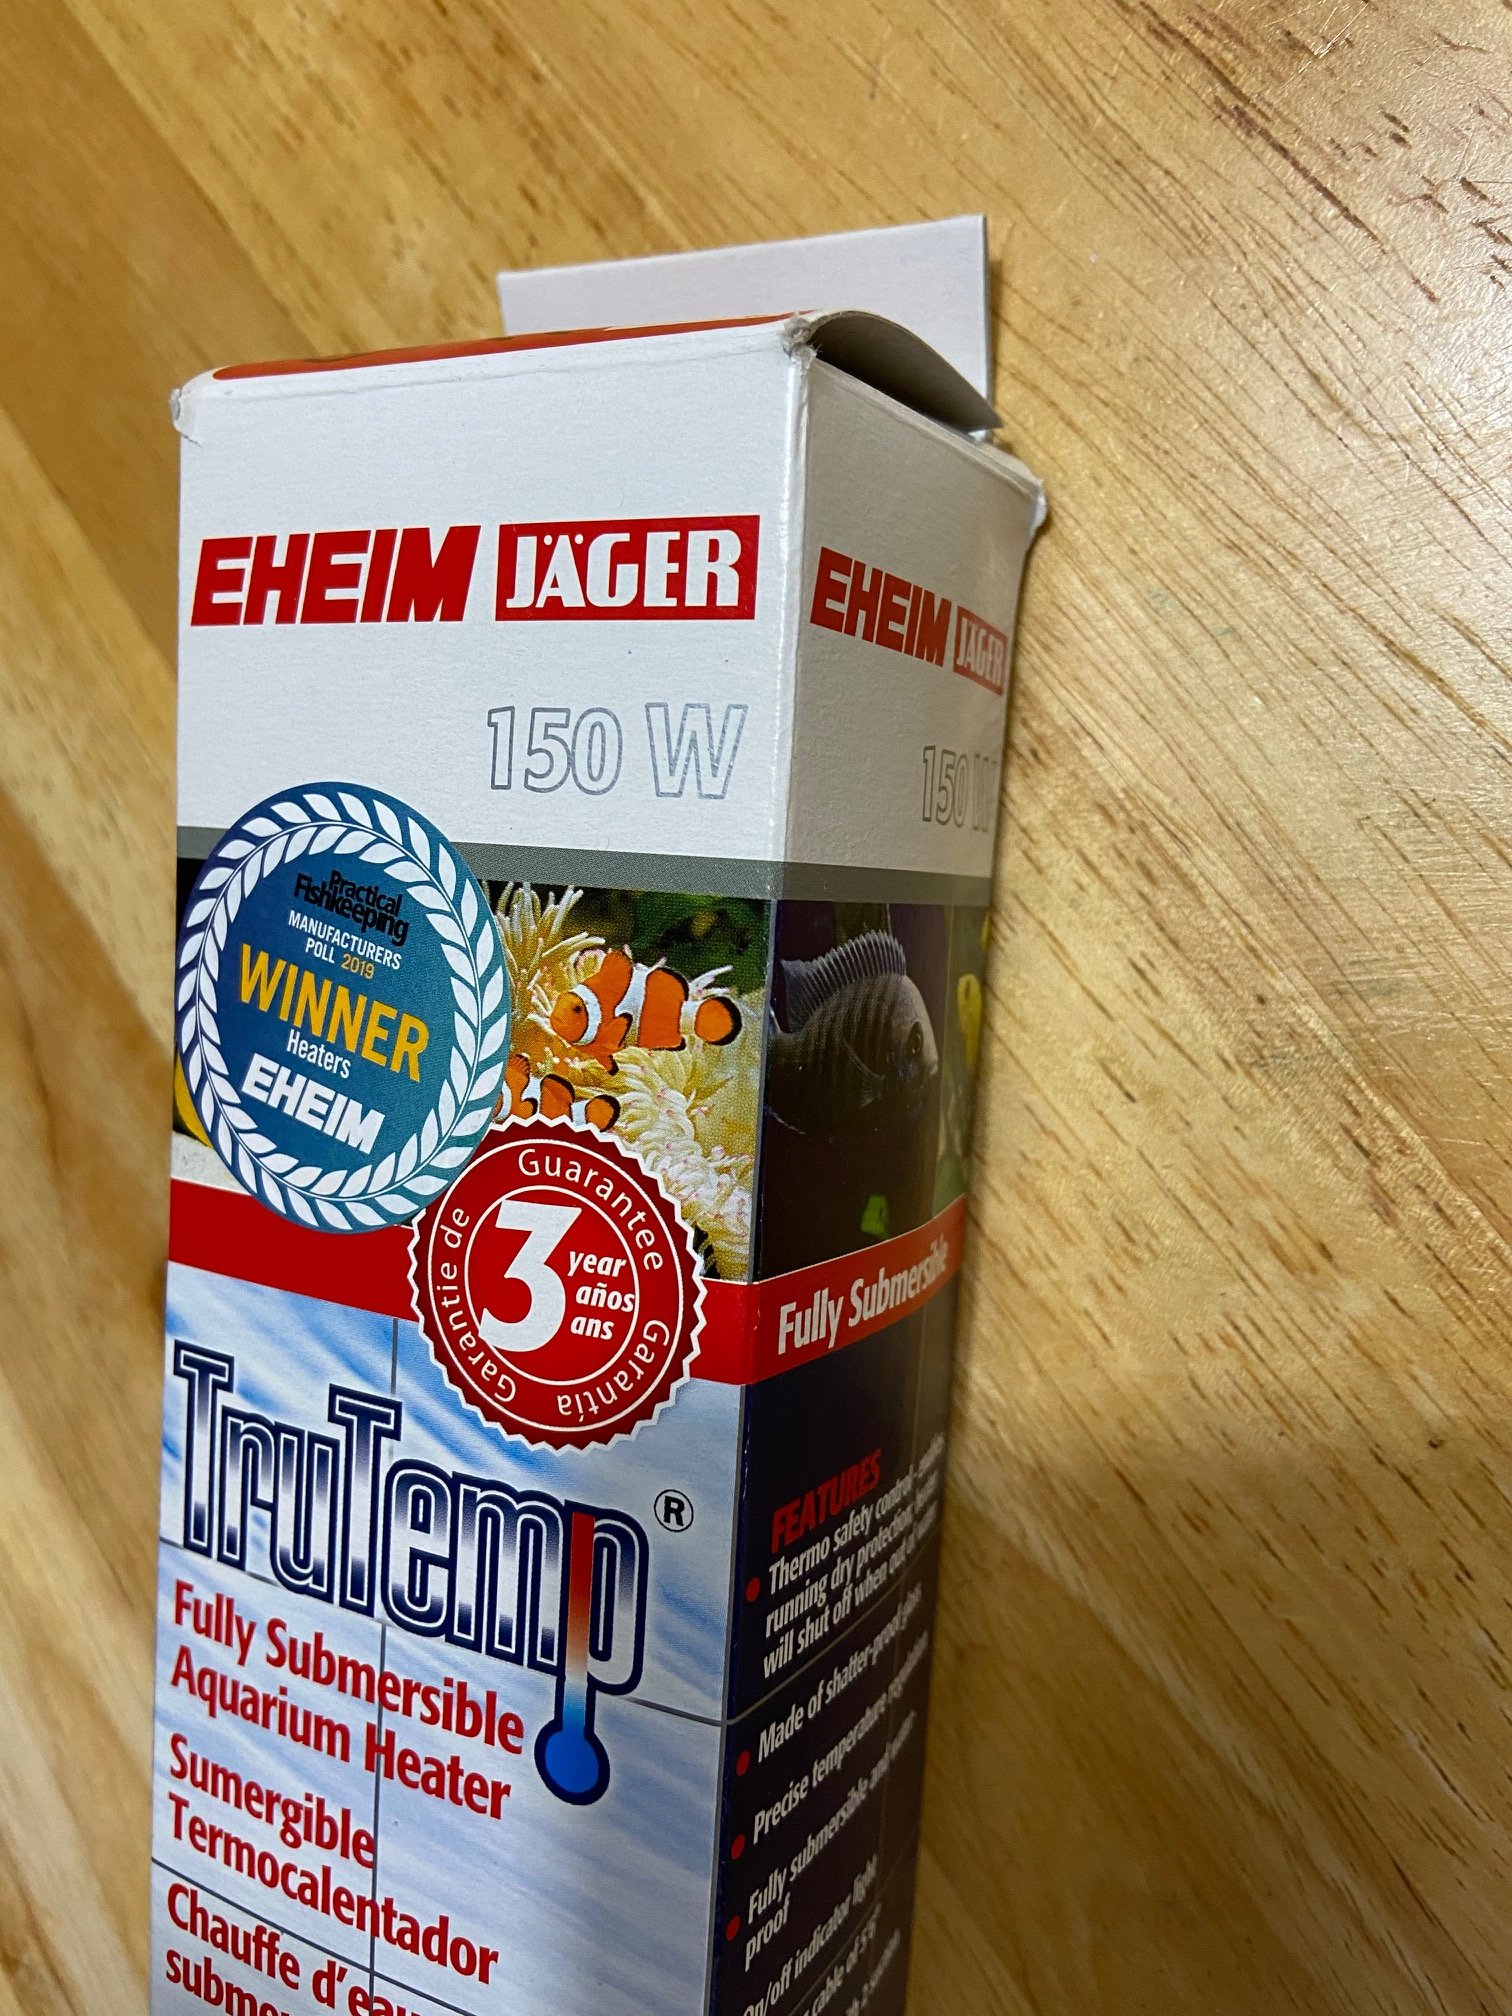 EHEIM JÄGER
150 W
Practical
Fishkeeping
MANUFACTURERS
POLL 2019
WINNER
Heaters
EHEIM
Guarantee
Garantía
Garantie de
3 year
años
ans
TruTemp®
Fully Submersible
Aquarium Heater
Sumergible
Termocalentador
Chauffe d'eau
EHEIM JÄGER
150 W
Fully Submersible
FEATURES
Thermo safety control
running dry protection
will shut off when out of
Made of shatter-proof
Precise temperature
Fully submersible and
proof
On/off indicator light
cable of